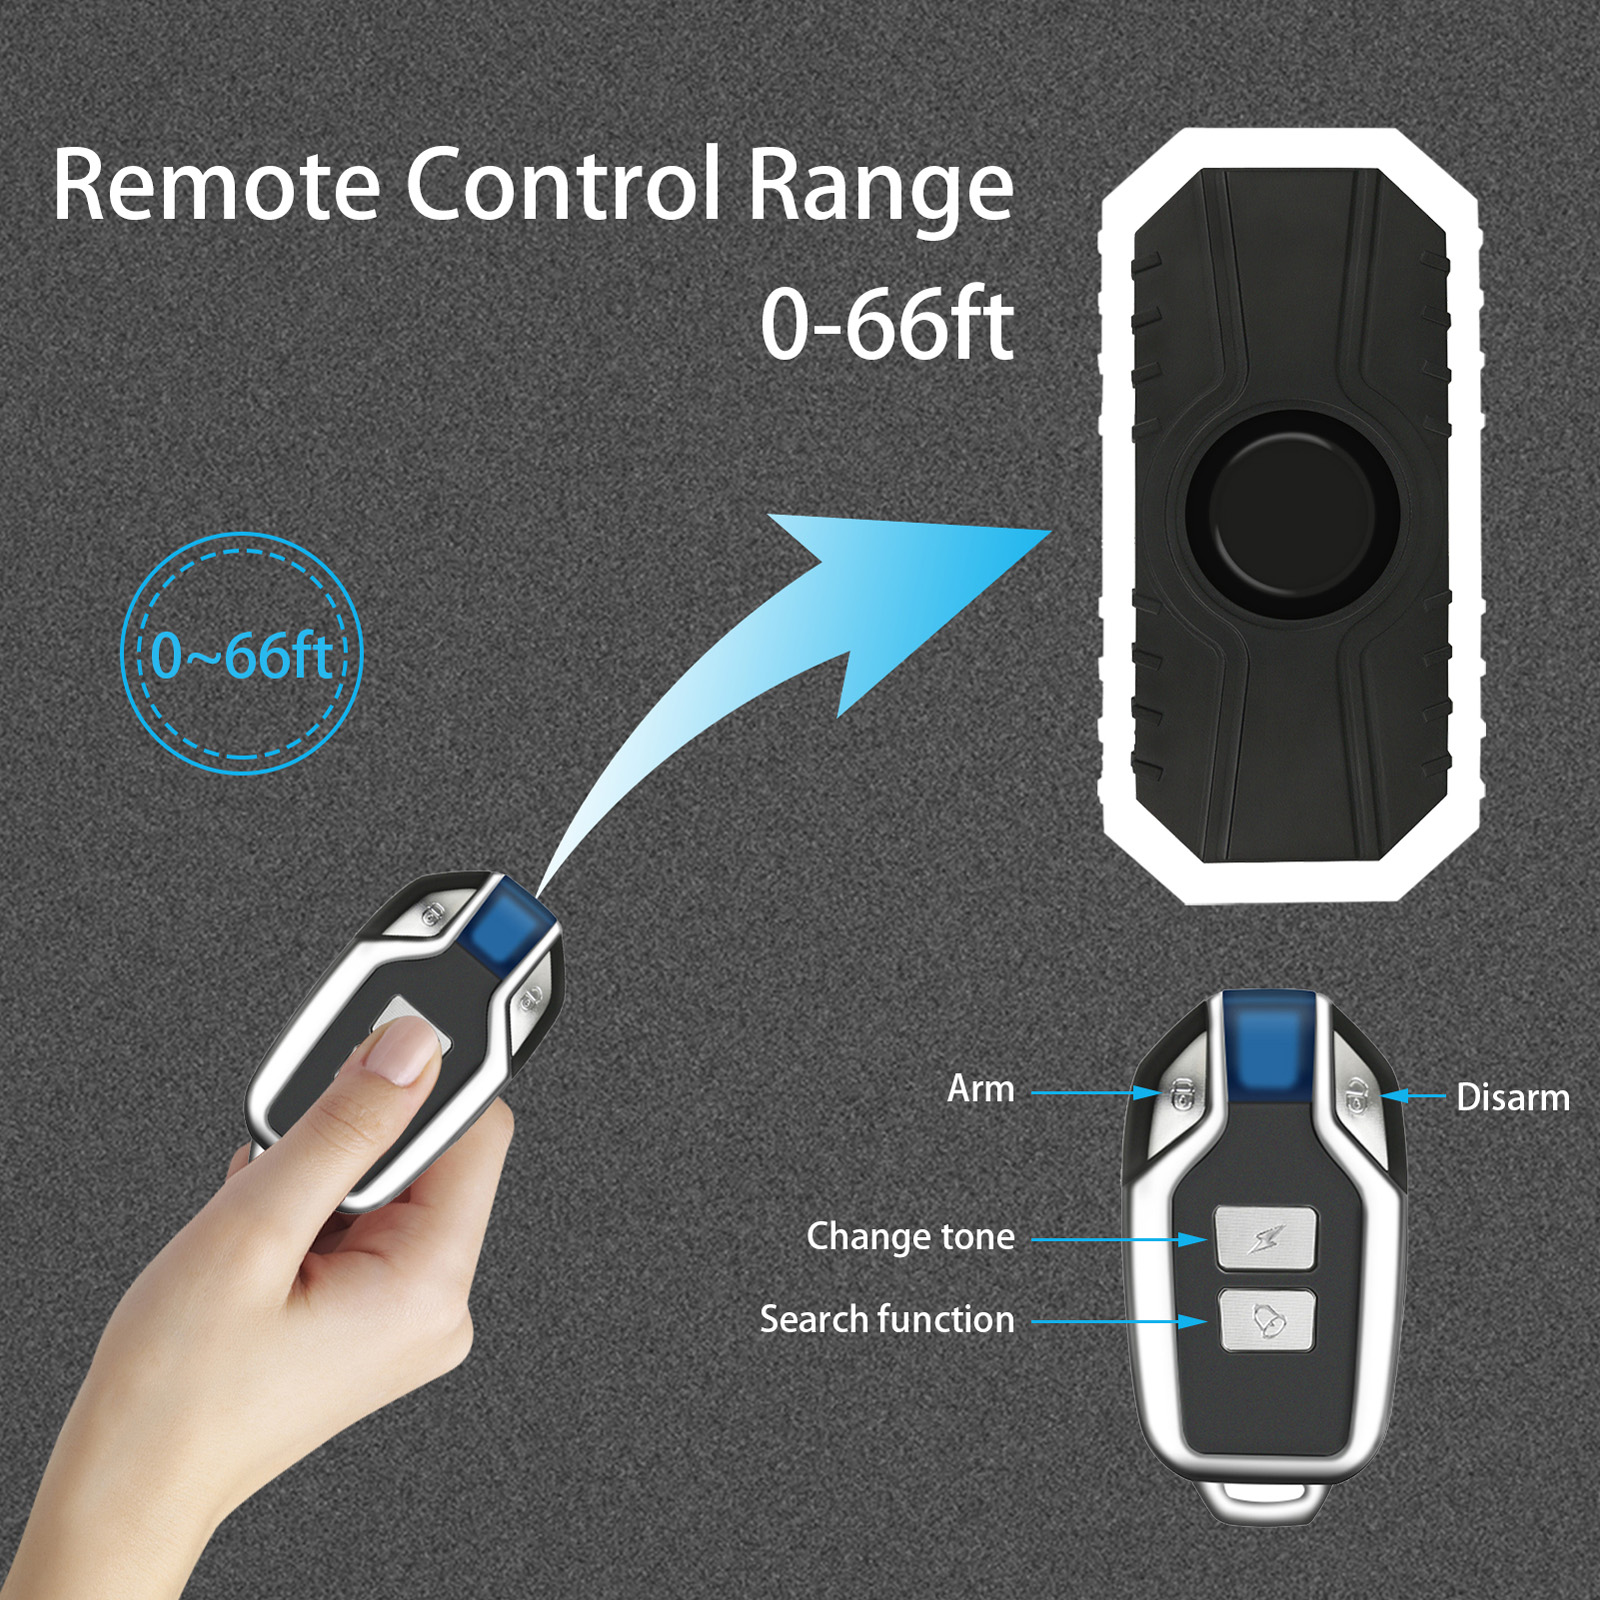 Remote Control Range
0-66ft
0~66ft
Arm
Disarm
Change tone
Search function